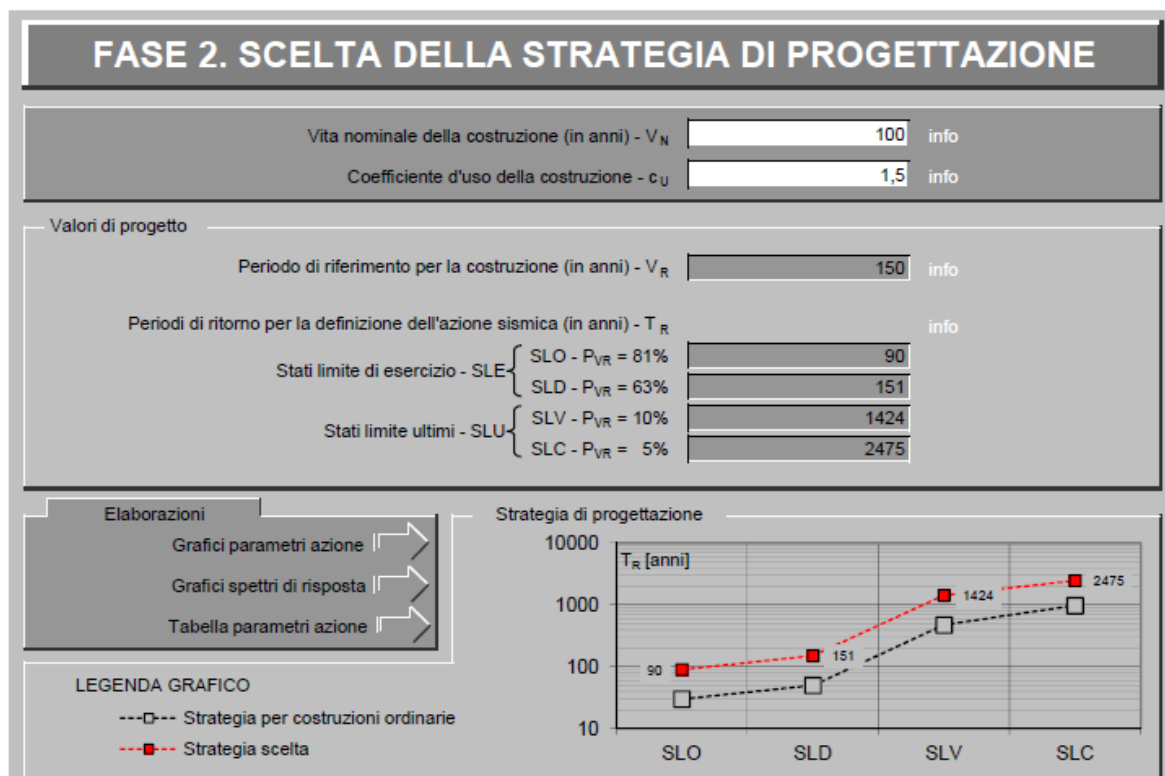 FASE 2. SCELTA DELLA STRATEGIA DI PROGETTAZIONE
Vita nominale della costruzione (in anni) - VN 100 info
Coefficiente d'uso della costruzione - cU 1,5 info
Valori di progetto
Periodo di riferimento per la costruzione (in anni) - VR 150 info
Periodi di ritorno per la definizione dell'azione sismica (in anni) - TR info
Stati limite di esercizio - SLE
SLO - PVR = 81% 90
SLD - PVR = 63% 151
Stati limite ultimi - SLU
SLV - PVR = 10% 1424
SLC - PVR = 5% 2475
Elaborazioni
Grafici parametri azione
Grafici spettri di risposta
Tabella parametri azione
LEGENDA GRAFICO
Strategia per costruzioni ordinarie
Strategia scelta
Strategia di progettazione
TR [anni]
10000
1000
100
10
90
151
1424
2475
SLO SLD SLV SLC